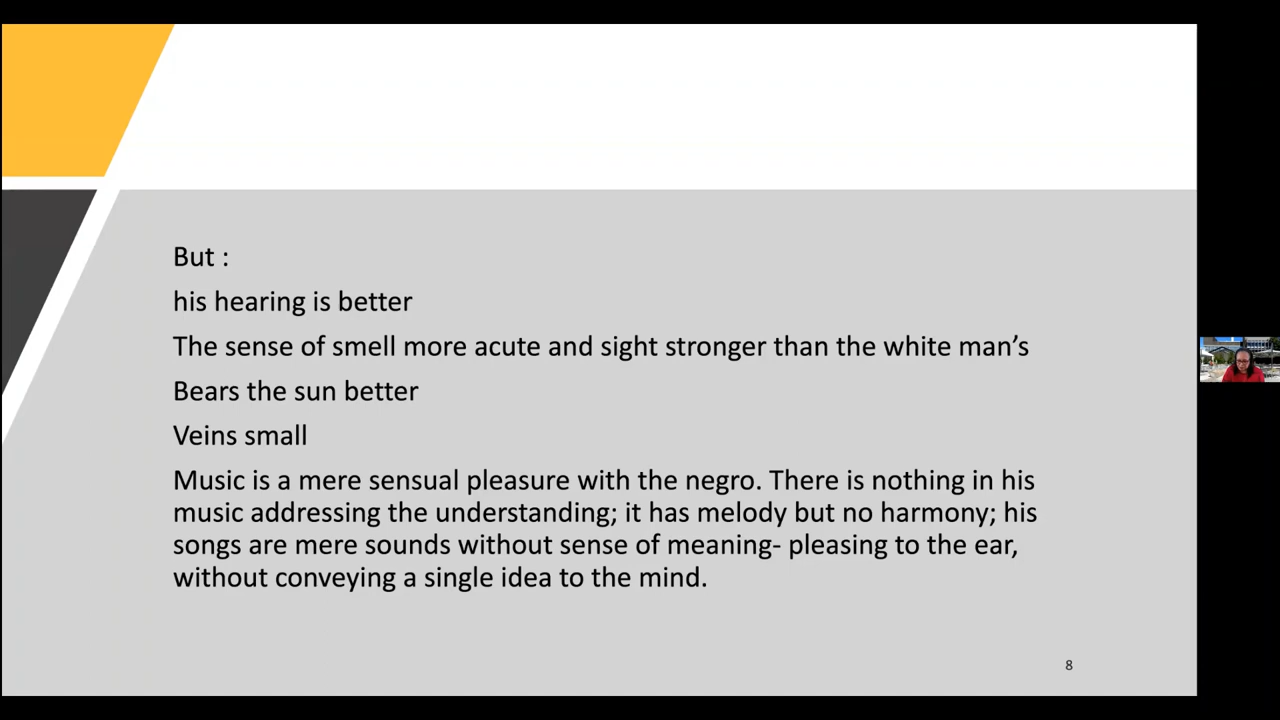 But :
his hearing is better
The sense of smell more acute and sight stronger than the white man’s
Bears the sun better
Veins small
Music is a mere sensual pleasure with the negro. There is nothing in his
music addressing the understanding; it has melody but no harmony; his
songs are mere sounds without sense of meaning- pleasing to the ear,
without conveying a single idea to the mind.
8